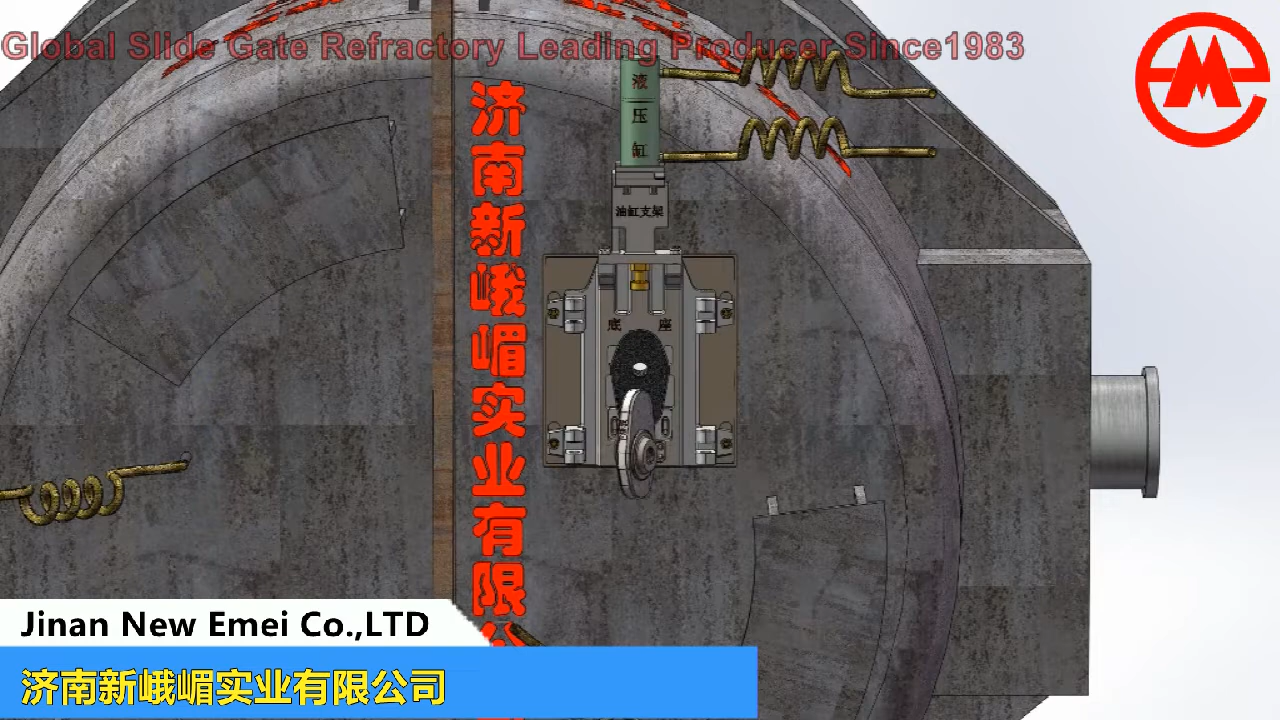 Global Slide Gate Refractory Leading Producer Since1983
济南新峨嵋实业有限公
液压缸
油缸支架
底座
Jinan New Emei Co.,LTD
济南新峨嵋实业有限公司